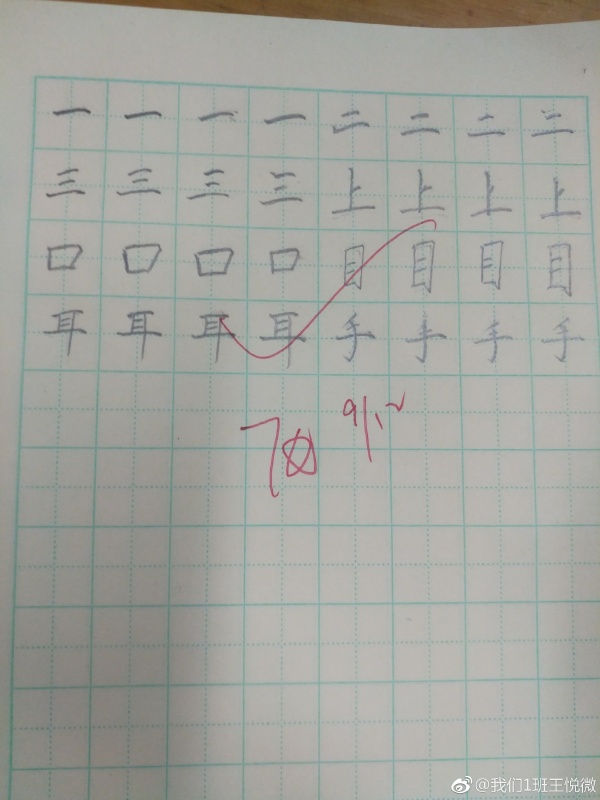 一一一一二二二二
三三三三上上上上
口口口口目目目目
耳耳耳耳手手手手
9/12
@我们1班王悦微